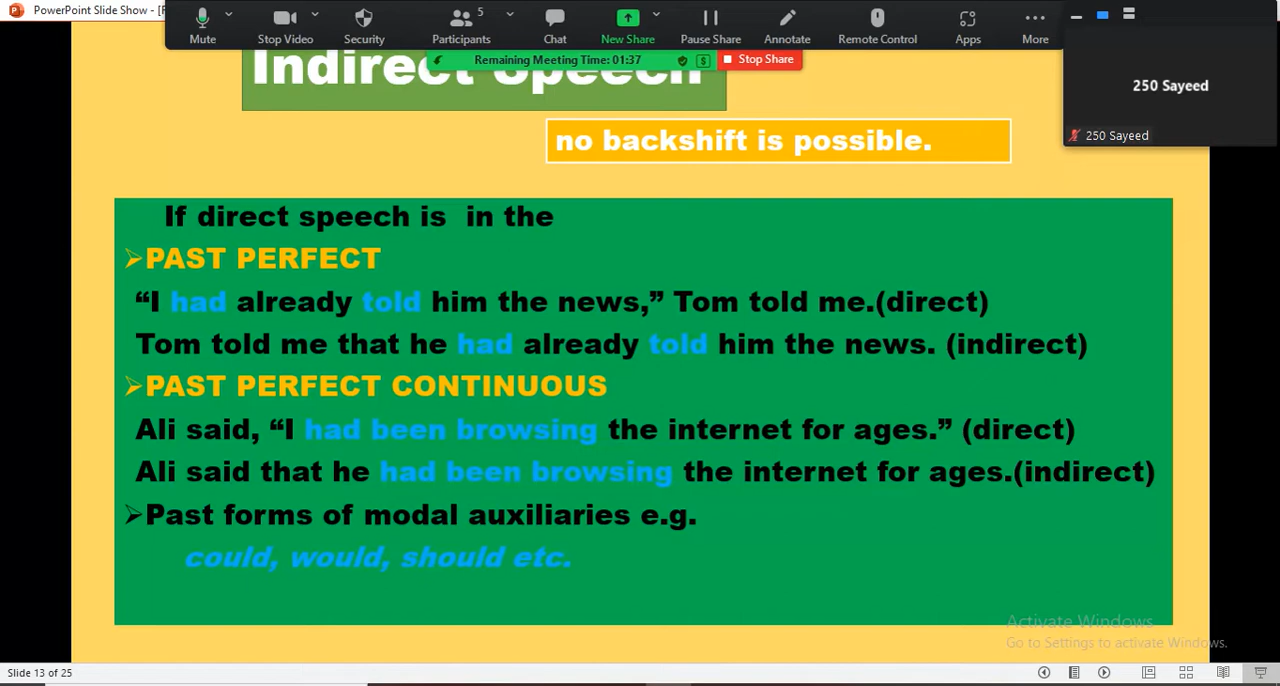 PowerPoint Slide Show - [F
Mute
Stop Video
Security
5
Participants
Chat
New Share
Pause Share
Annotate
Remote Control
Apps
More
Remaining Meeting Time: 01:37
Stop Share
250 Sayeed
250 Sayeed
Indirect Speech
no backshift is possible.
If direct speech is in the
➢PAST PERFECT
“I had already told him the news,” Tom told me.(direct)
Tom told me that he had already told him the news. (indirect)
➢PAST PERFECT CONTINUOUS
Ali said, “I had been browsing the internet for ages.” (direct)
Ali said that he had been browsing the internet for ages.(indirect)
➢Past forms of modal auxiliaries e.g.
could, would, should etc.
Activate Windows
Go to Settings to activate Windows.
Slide 13 of 25